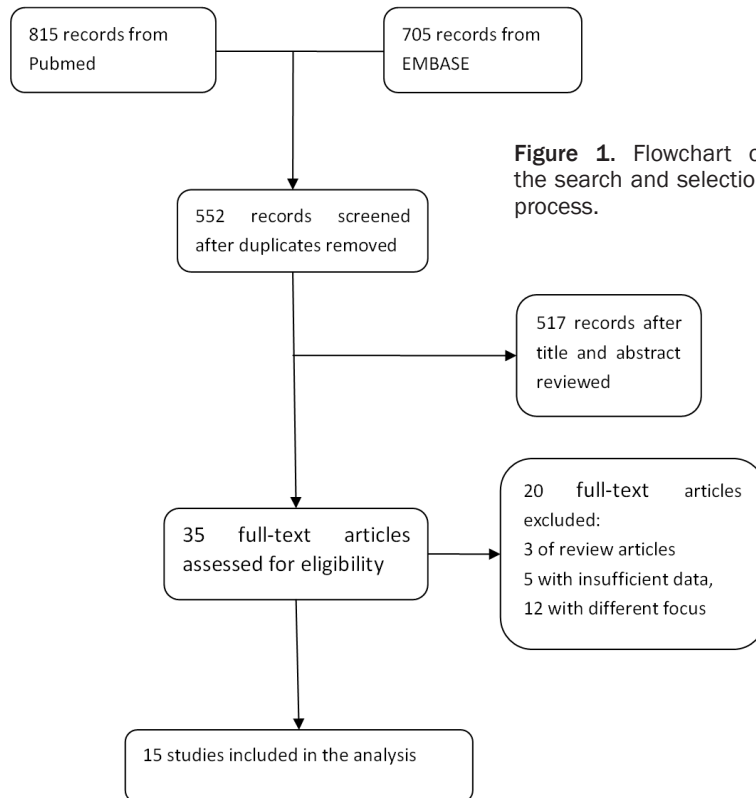 815 records from
Pubmed
705 records from
EMBASE
Figure 1. Flowchart
the search and selection
process.
552 records screened
after duplicates removed
517 records after
title and abstract
reviewed
35 full-text articles
assessed for eligibility
20 full-text articles
excluded:
3 of review articles
5 with insufficient data,
12 with different focus
15 studies included in the analysis